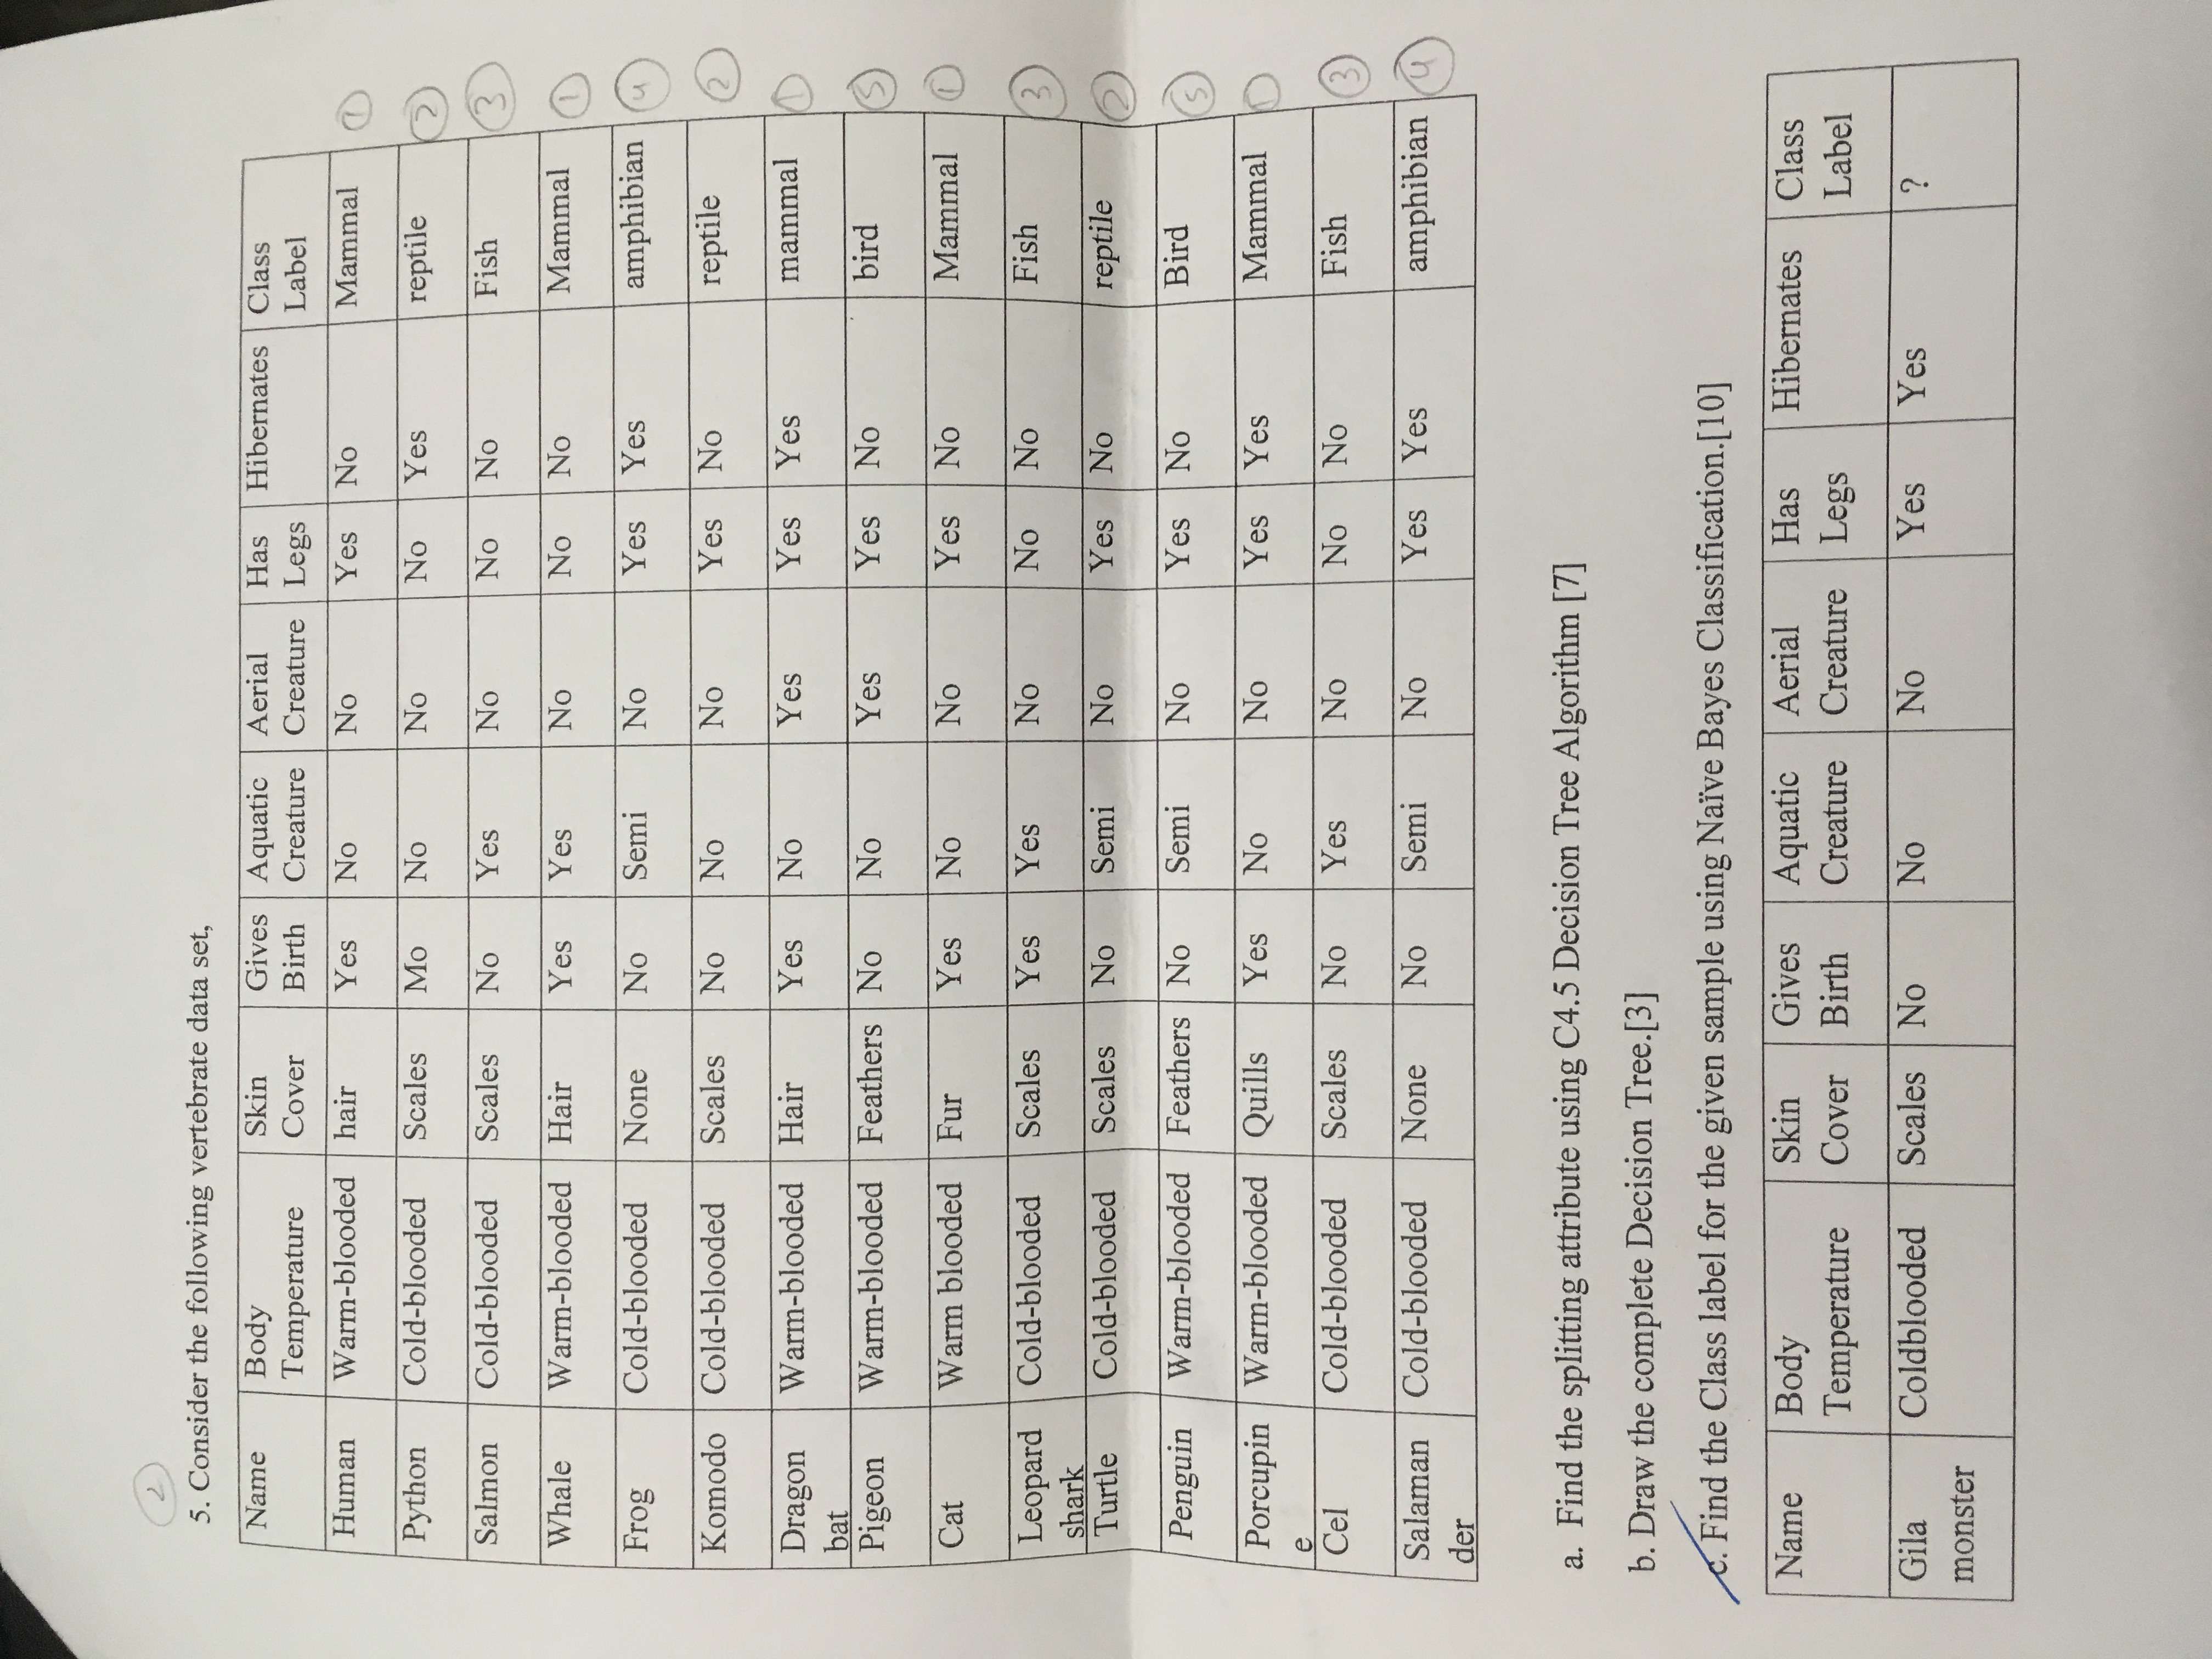 2
5. Consider the following vertebrate data set,
Name Body Temperature Skin Cover Gives Birth Aquatic Creature Aerial Creature Has Legs Hibernates Class Label
Human Warm-blooded hair Yes No No Yes No Mammal 1
Python Cold-blooded Scales Mo No No No Yes reptile 2
Salmon Cold-blooded Scales No Yes No No No Fish 3
Whale Warm-blooded Hair Yes Yes No No No Mammal 1
Frog Cold-blooded None No Semi No Yes Yes amphibian 4
Komodo Cold-blooded Scales No No No Yes No reptile 2
Dragon bat Warm-blooded Hair Yes No Yes Yes Yes mammal 1
Pigeon Warm-blooded Feathers No No Yes Yes No bird 5
Cat Warm blooded Fur Yes No No Yes No Mammal 1
Leopard shark Cold-blooded Scales Yes Yes No No No Fish 3
Turtle Cold-blooded Scales No Semi No Yes No reptile 2
Penguin Warm-blooded Feathers No Semi No Yes No Bird 5
Porcupin e Warm-blooded Quills Yes No No Yes Yes Mammal 1
Cel Cold-blooded Scales No Yes No No No Fish 3
Salaman der Cold-blooded None No Semi No Yes Yes amphibian 4
a. Find the splitting attribute using C4.5 Decision Tree Algorithm [7]
b. Draw the complete Decision Tree.[3]
c. Find the Class label for the given sample using Naïve Bayes Classification.[10]
Name Body Temperature Skin Cover Gives Birth Aquatic Creature Aerial Creature Has Legs Hibernates Class Label
Gila monster Coldblooded Scales No No No Yes Yes ?